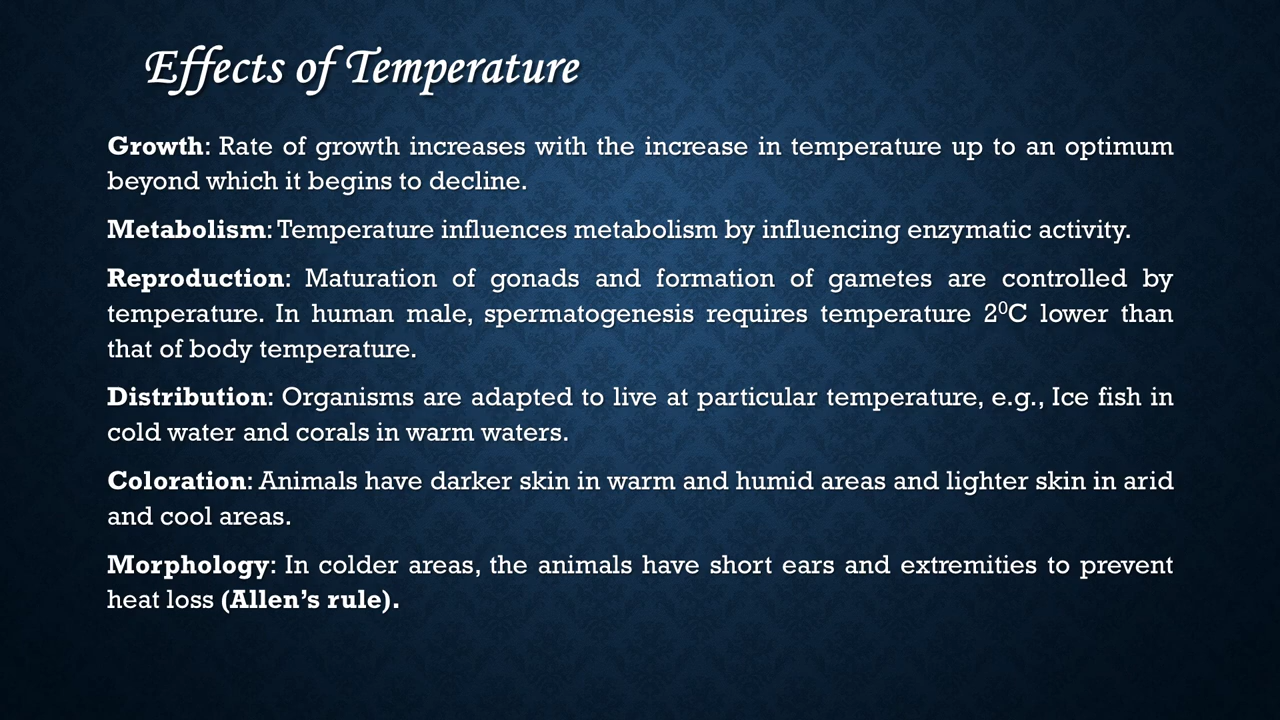 Effects of Temperature
Growth: Rate of growth increases with the increase in temperature up to an optimum
beyond which it begins to decline.
Metabolism: Temperature influences metabolism by influencing enzymatic activity.
Reproduction: Maturation of gonads and formation of gametes are controlled by
temperature. In human male, spermatogenesis requires temperature 2⁰C lower than
that of body temperature.
Distribution: Organisms are adapted to live at particular temperature, e.g., Ice fish in
cold water and corals in warm waters.
Coloration: Animals have darker skin in warm and humid areas and lighter skin in arid
and cool areas.
Morphology: In colder areas, the animals have short ears and extremities to prevent
heat loss (Allen’s rule).